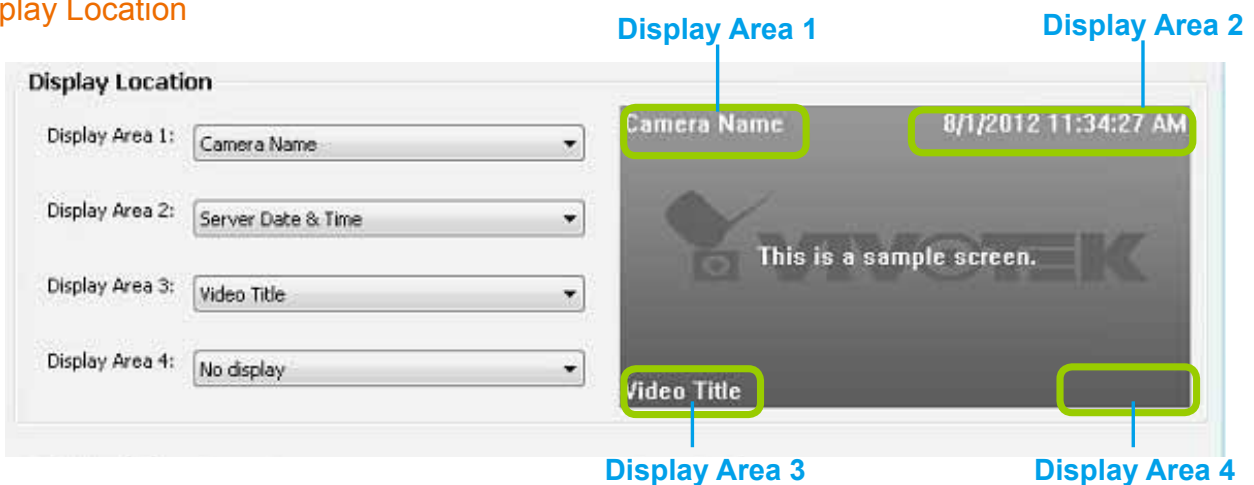 play Location
Display Area 1
Display Area 2
Display Location
Display Area 1: Camera Name
Display Area 2: Server Date & Time
Display Area 3: Video Title
Display Area 4: No display
Camera Name 8/1/2012 11:34:27 AM
VIVOTEK
This is a sample screen.
Video Title
Display Area 3
Display Area 4